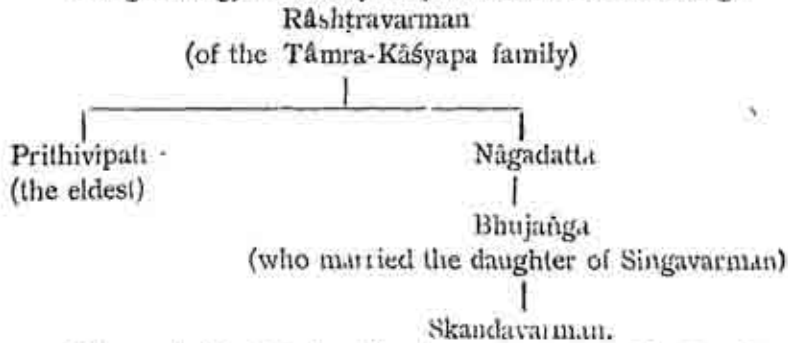 Râshṭravarman
(of the Tâmra-Kâśyapa family)
Prithivipati
Nâgadatta
(the eldest)
Bhujaṅga
(who married the daughter of Singavarman)
Skandavarman.